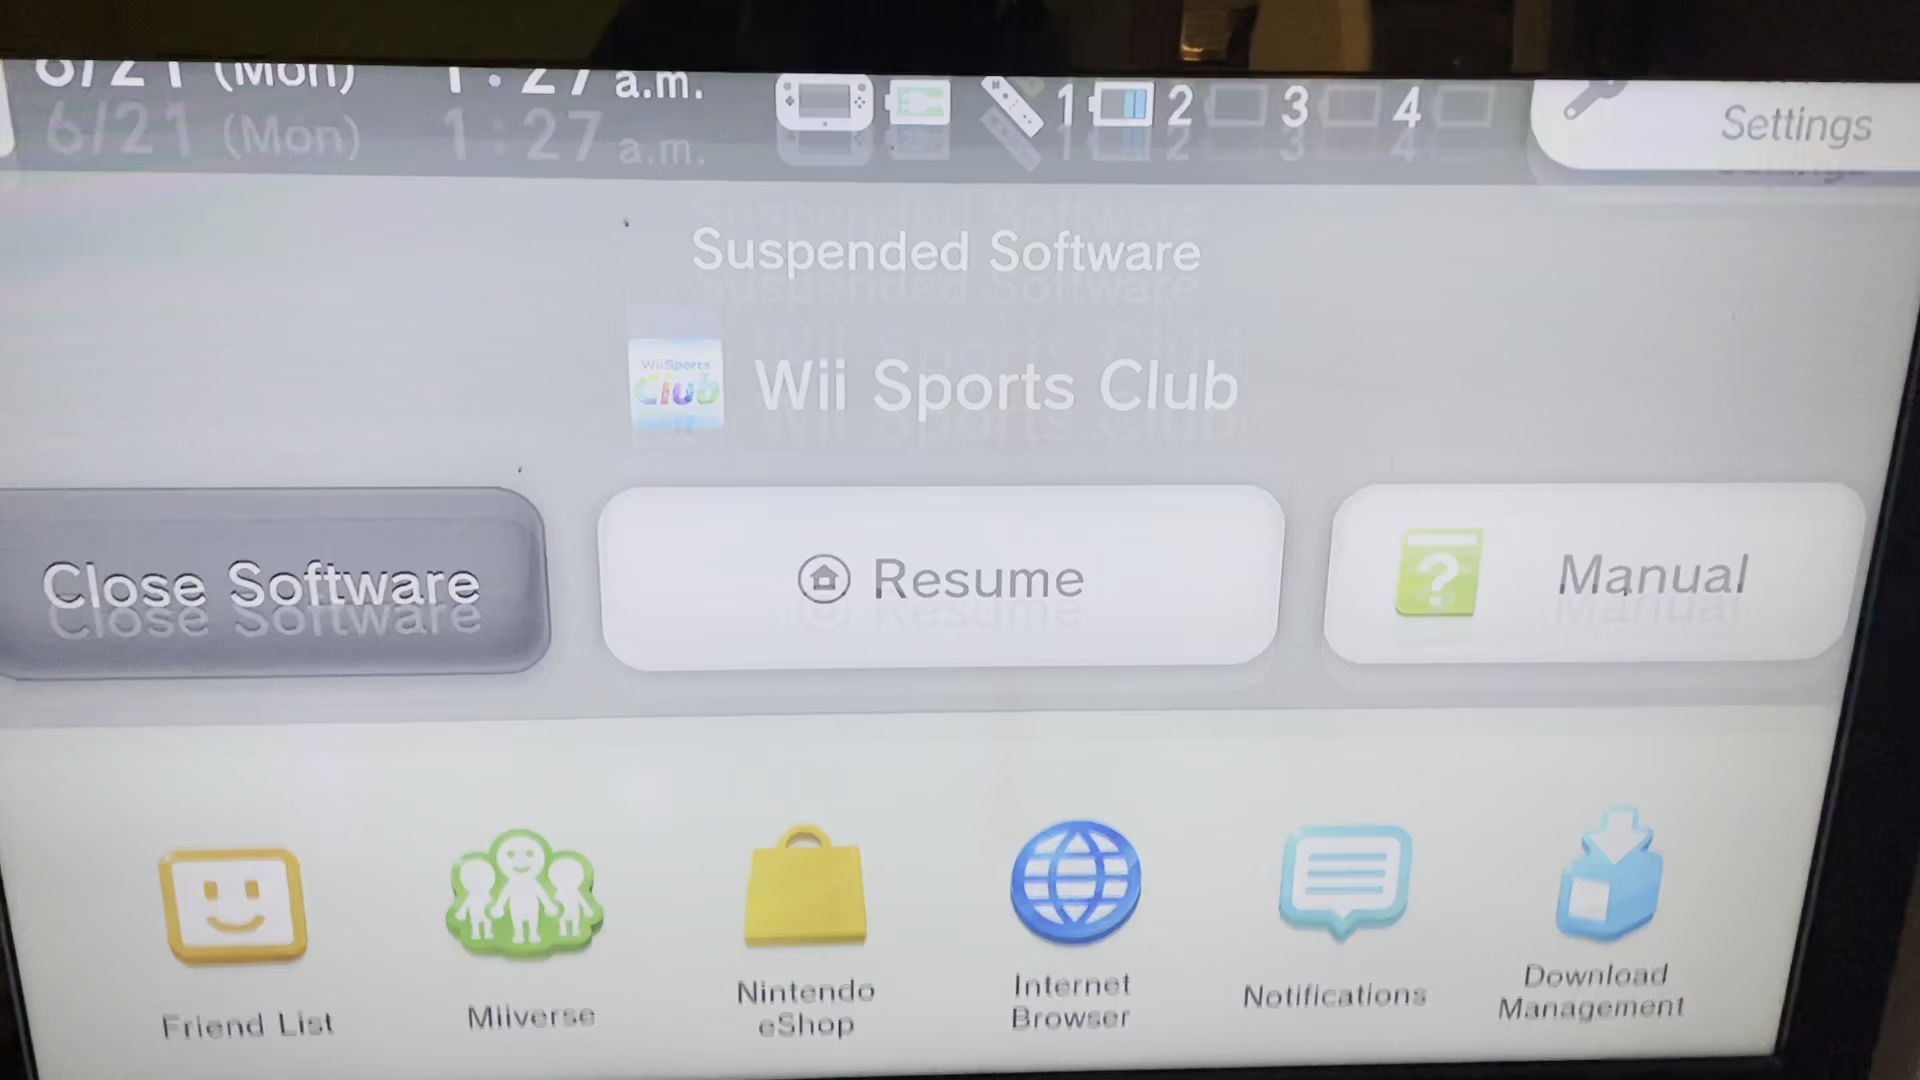 6/21 (Mon) 1:27 a.m. 1 2 3 4
Settings
Suspended Software
Wii Sports Club
Wii Sports Club
Close Software
Resume
? Manual
Friend List
Miiverse
Nintendo eShop
Internet Browser
Notifications
Download Management